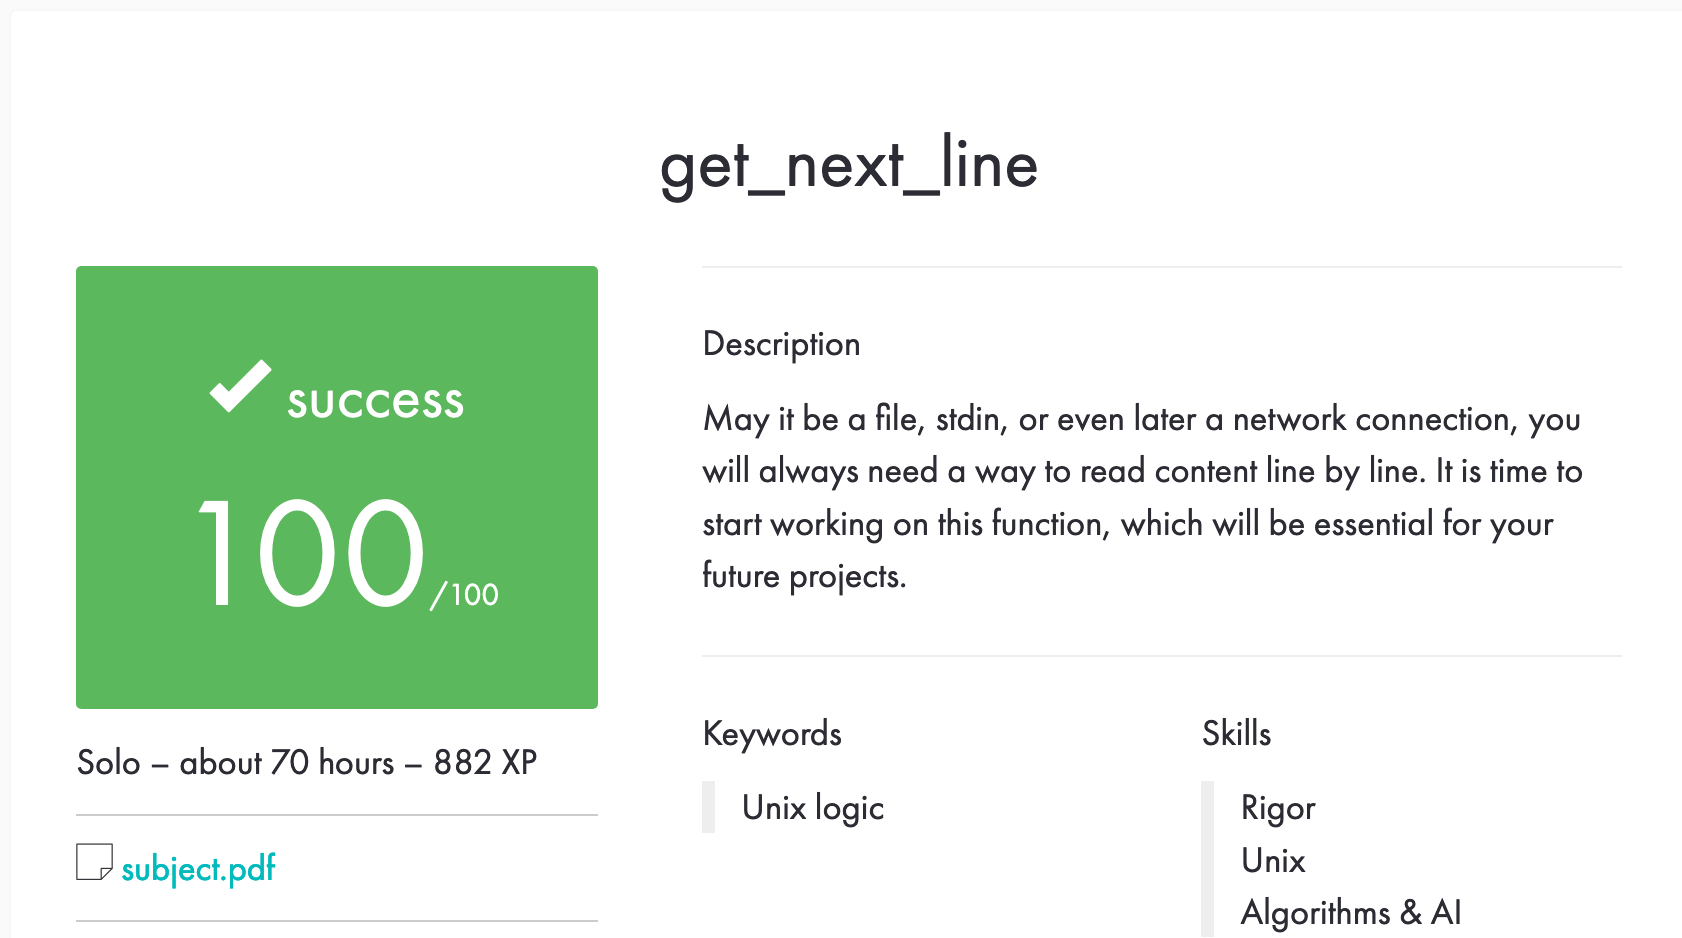 get_next_line
success
100/100
Solo – about 70 hours – 882 XP
subject.pdf
Description
May it be a file, stdin, or even later a network connection, you
will always need a way to read content line by line. It is time to
start working on this function, which will be essential for your
future projects.
Keywords
Unix logic
Skills
Rigor
Unix
Algorithms & AI